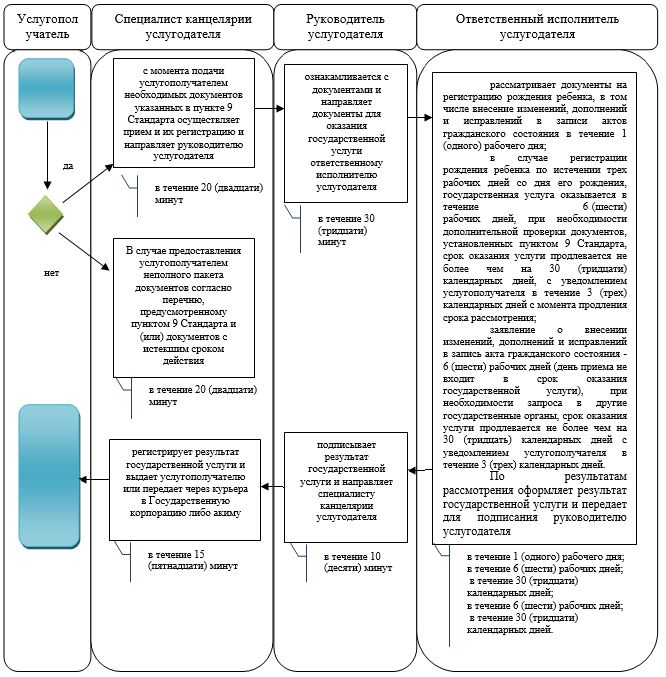 Услугопол
учатель
Специалист канцелярии
услугодателя
Руководитель
услугодателя
Ответственный исполнитель
услугодателя
да
нет
с момента подачи
услугополучателем
необходимых документов
указанных в пункте 9
Стандарта осуществляет
прием и их регистрацию и
направляет руководителю
услугодателя
в течение 20 (двадцати)
минут
В случае предоставления
услугополучателем
неполного пакета
документов согласно
перечню,
предусмотренному
пунктом 9 Стандарта и
(или) документов с
истекшим сроком
действия
в течение 20 (двадцати)
минут
регистрирует результат
государственной услуги и
выдает услугополучателю
или передает через курьера
в Государственную
корпорацию либо акиму
в течение 15
(пятнадцати) минут
ознакамливается с
документами и
направляет
документы для
оказания
государственной
услуги
ответственному
исполнителю
услугодателя
в течение 30
(тридцати)
минут
подписывает
результат
государственной
услуги и направляет
специалисту
канцелярии
услугодателя
в течение 10
(десяти) минут
рассматривает документы на
регистрацию рождения ребенка, в том
числе внесение изменений, дополнений
и исправлений в записи актов
гражданского состояния в течение 1
(одного) рабочего дня;
в случае регистрации
рождения ребенка по истечении трех
рабочих дней со дня его рождения,
государственная услуга оказывается в
течение 6 (шести)
рабочих дней, при необходимости
дополнительной проверки документов,
установленных пунктом 9 Стандарта,
срок оказания услуги продлевается не
более чем на 30 (тридцати)
календарных дней, с уведомлением
услугополучателя в течение 3 (трех)
календарных дней с момента продления
срока рассмотрения;
заявление о внесении
изменений, дополнений и исправлений
в запись акта гражданского состояния -
6 (шести) рабочих дней (день приема не
входит в срок оказания
государственной услуги), при
необходимости запроса в другие
государственные органы, срок оказания
услуги продлевается не более чем на
30 (тридцать) календарных дней с
уведомлением услугополучателя в
течение 3 (трех) календарных дней.
По результатам
рассмотрения оформляет результат
государственной услуги и передает
для подписания руководителю
услугодателя
в течение 1 (одного) рабочего дня;
в течение 6 (шести) рабочих дней;
в течение 30 (тридцати)
календарных дней;
в течение 6 (шести) рабочих дней;
в течение 30 (тридцати)
календарных дней.